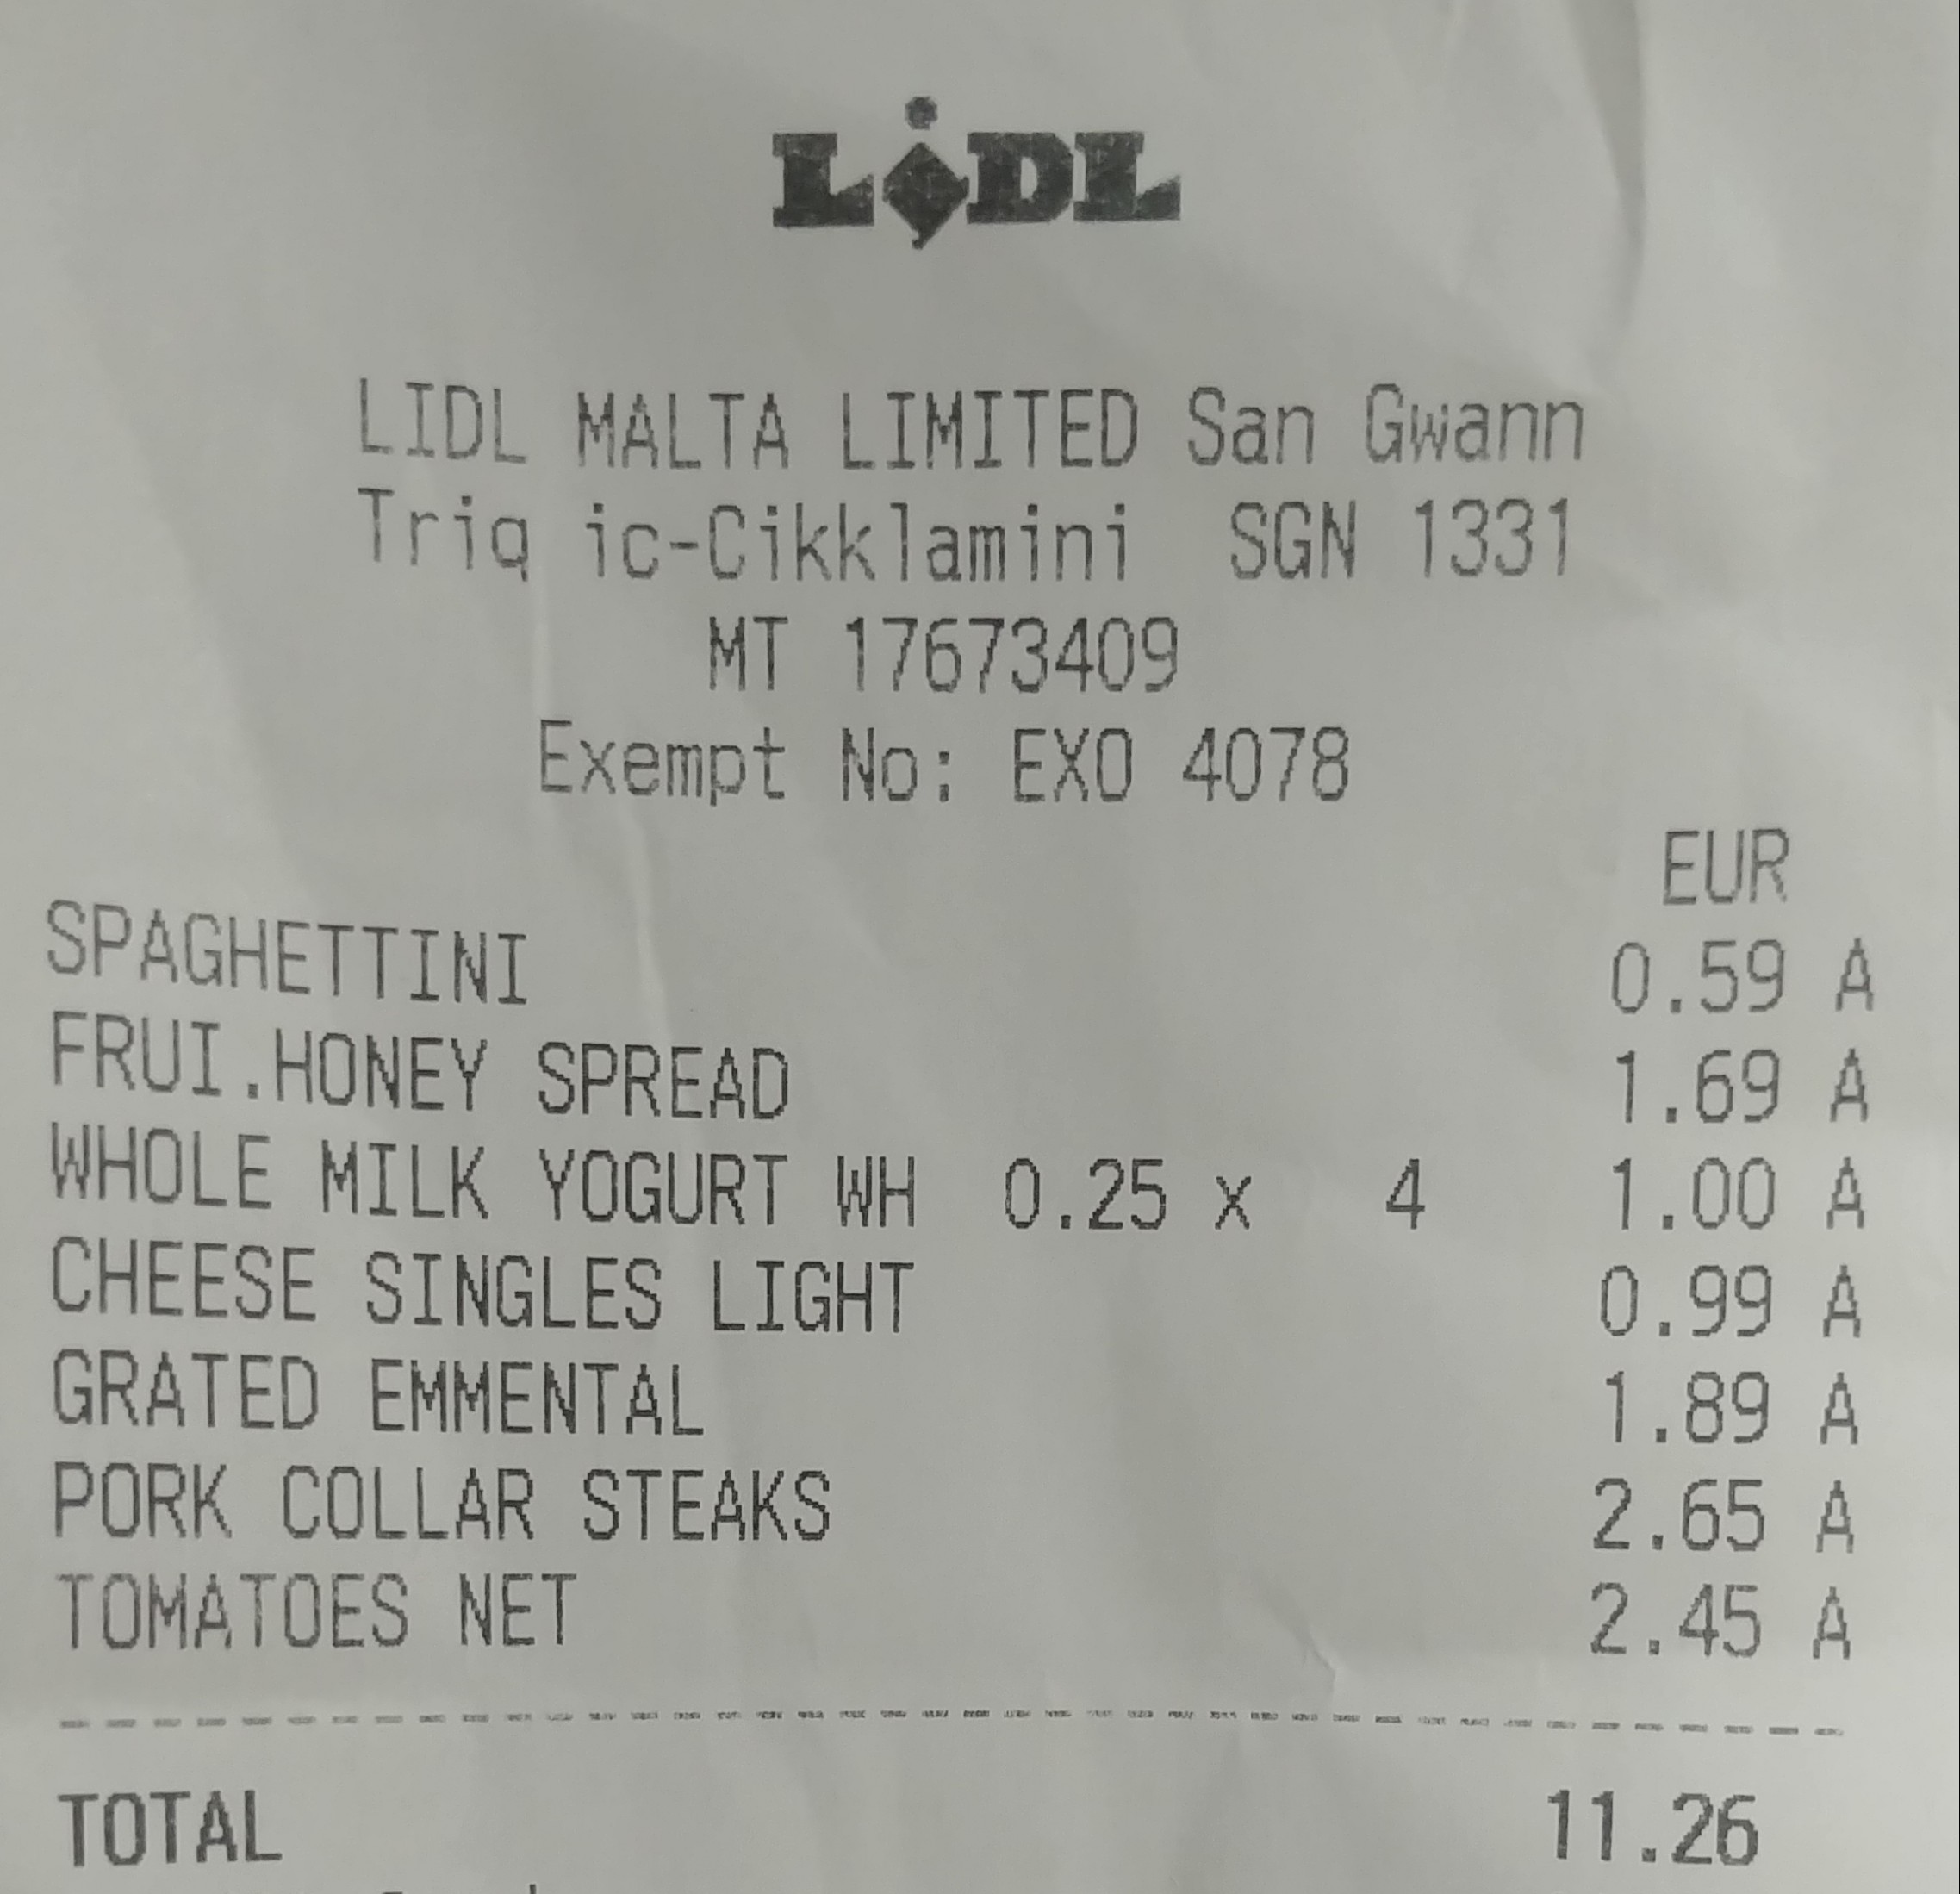 LiDL
LIDL MALTA LIMITED San Gwann
Triq ic-Cikklamini SGN 1331
MT 17673409
Exempt No: EXO 4078
EUR
SPAGHETTINI 0.59 A
FRUI.HONEY SPREAD 1.69 A
WHOLE MILK YOGURT WH 0.25 x 4 1.00 A
CHEESE SINGLES LIGHT 0.99 A
GRATED EMMENTAL 1.89 A
PORK COLLAR STEAKS 2.65 A
TOMATOES NET 2.45 A
TOTAL 11.26